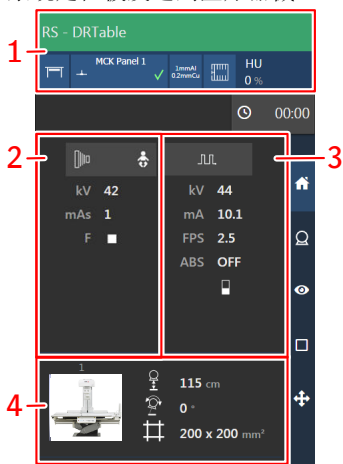 RS - DRTable
1
MCK Panel 1
1mmAl
0.2mmCu
HU
0 %
00:00
2
3
kV 42
mAs 1
F
kV 44
mA 10.1
FPS 2.5
ABS OFF
4
1
115 cm
0 °
200 x 200 mm²